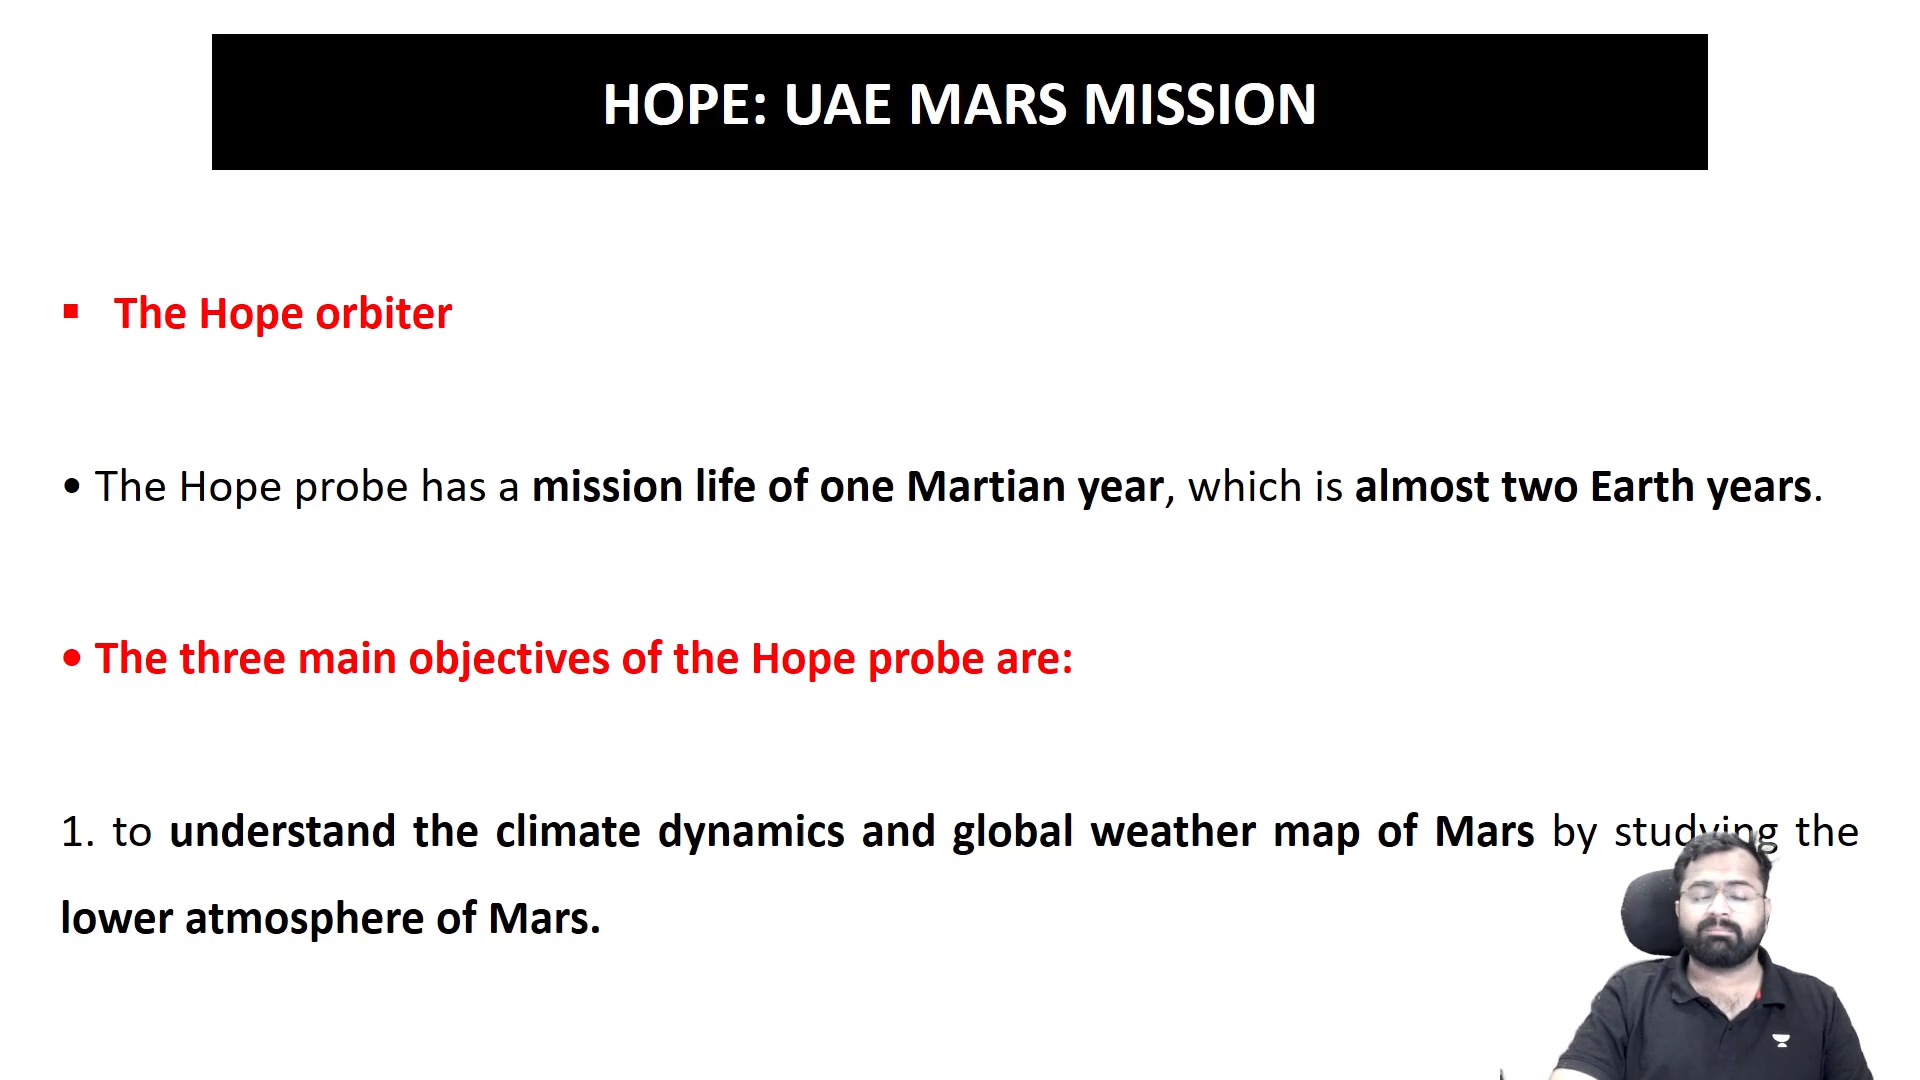 HOPE: UAE MARS MISSION
▪ The Hope orbiter
• The Hope probe has a mission life of one Martian year, which is almost two Earth years.
• The three main objectives of the Hope probe are:
1. to understand the climate dynamics and global weather map of Mars by studying the
lower atmosphere of Mars.